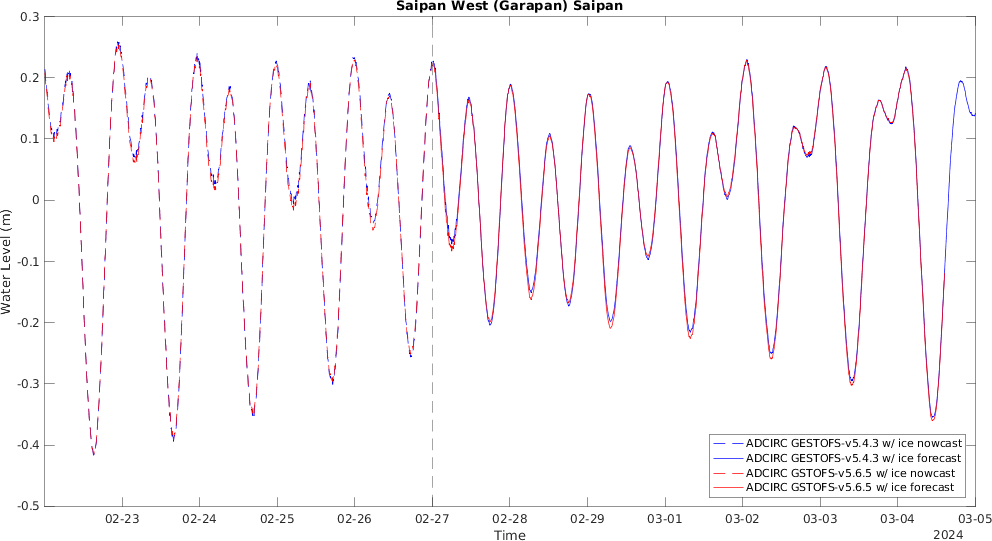 Saipan West (Garapan) Saipan
0.3
0.2
0.1
0
-0.1
-0.2
-0.3
-0.4
-0.5
Water Level (m)
ADCIRC GESTOFS-v5.4.3 w/ ice nowcast
ADCIRC GESTOFS-v5.4.3 w/ ice forecast
ADCIRC GSTOFS-v5.6.5 w/ ice nowcast
ADCIRC GSTOFS-v5.6.5 w/ ice forecast
02-23 02-24 02-25 02-26 02-27 02-28 02-29 03-01 03-02 03-03 03-04 03-05
Time
2024